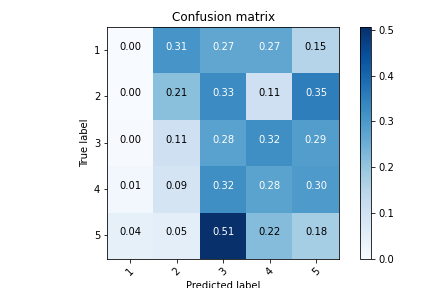 Confusion matrix
1 0.00 0.31 0.27 0.27 0.15
2 0.00 0.21 0.33 0.11 0.35
3 0.00 0.11 0.28 0.32 0.29
4 0.01 0.09 0.32 0.28 0.30
5 0.04 0.05 0.51 0.22 0.18
1 2 3 4 5
True label
Predicted label
0.5
0.4
0.3
0.2
0.1
0.0